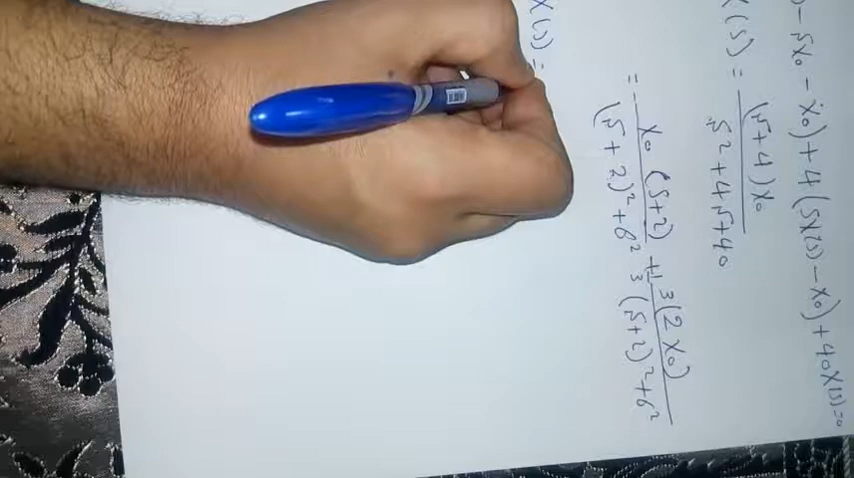 ) - sx₀ - ẋ₀) + 4 (sX(s) - x₀) + 40X(s) = 0
X(s) = (s+4)x₀ / s² + 4s + 40
= x₀ (s+2) / (s+2)² + 6² + 1/3 3(2x₀) / (s+2)² + 6²
X(s) =